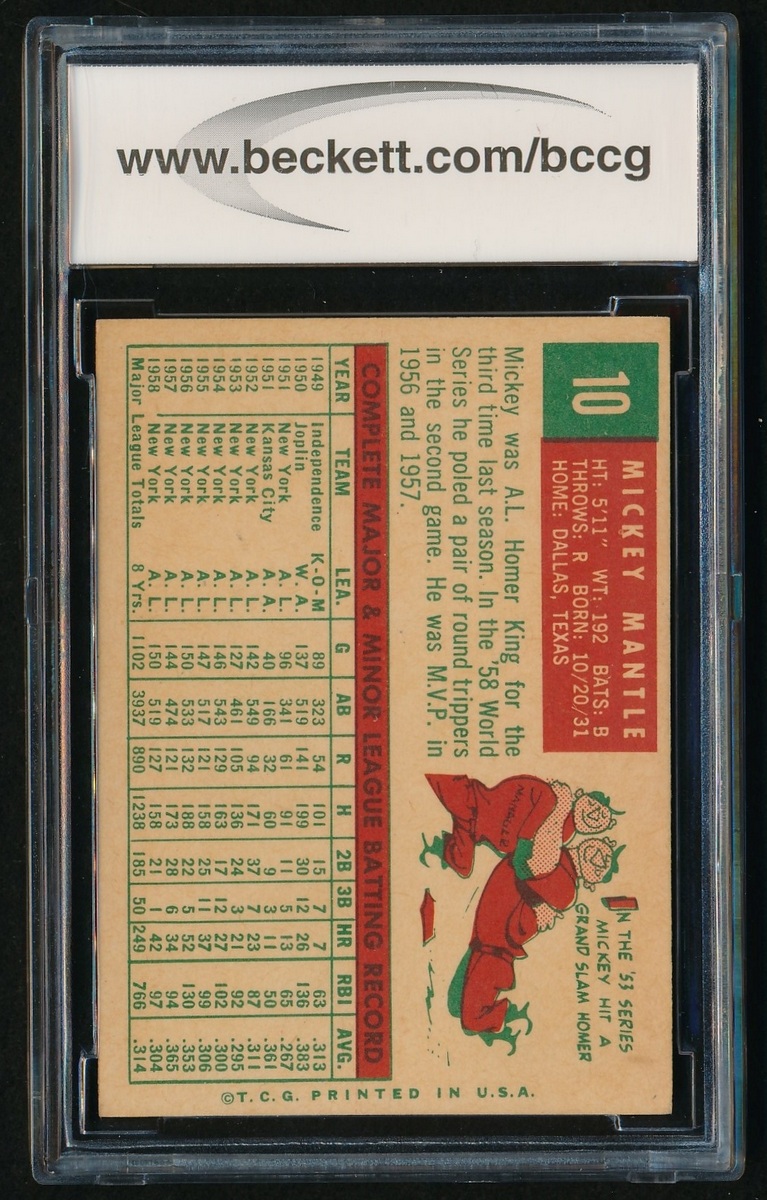 www.beckett.com/bccg
10
MICKEY MANTLE
HT: 5'11" WT: 192 BATS: B
THROWS: R BORN: 10/20/31
HOME: DALLAS, TEXAS
Mickey was A.L. Homer King for the
third time last season. In the '58 World
Series he poled a pair of round trippers
in the second game. He was M.V.P. in
1956 and 1957.
IN THE '53 SERIES
MICKEY HIT A
GRAND SLAM HOMER
COMPLETE MAJOR & MINOR LEAGUE BATTING RECORD
YEAR TEAM LEA. G AB R H 2B 3B HR RBI AVG.
1949 Independence K-O-M 89 323 54 101 15 7 7 63 .313
1950 Joplin W. A. 137 519 141 199 30 12 26 136 .383
1951 New York A. L. 96 341 61 91 11 5 13 65 .267
1951 Kansas City A. A. 40 166 32 60 9 3 11 50 .361
1952 New York A. L. 142 549 94 171 37 7 23 87 .311
1953 New York A. L. 127 461 105 136 24 3 21 92 .295
1954 New York A. L. 146 543 129 163 17 12 27 102 .300
1955 New York A. L. 147 517 121 158 25 11 37 99 .306
1956 New York A. L. 150 533 132 188 22 5 52 130 .353
1957 New York A. L. 144 474 121 173 28 6 34 94 .365
1958 New York A. L. 150 519 127 158 21 1 42 97 .304
Major League Totals 8 Yrs. 1102 3937 890 1238 185 50 249 766 .314
©T.C.G. PRINTED IN U.S.A.